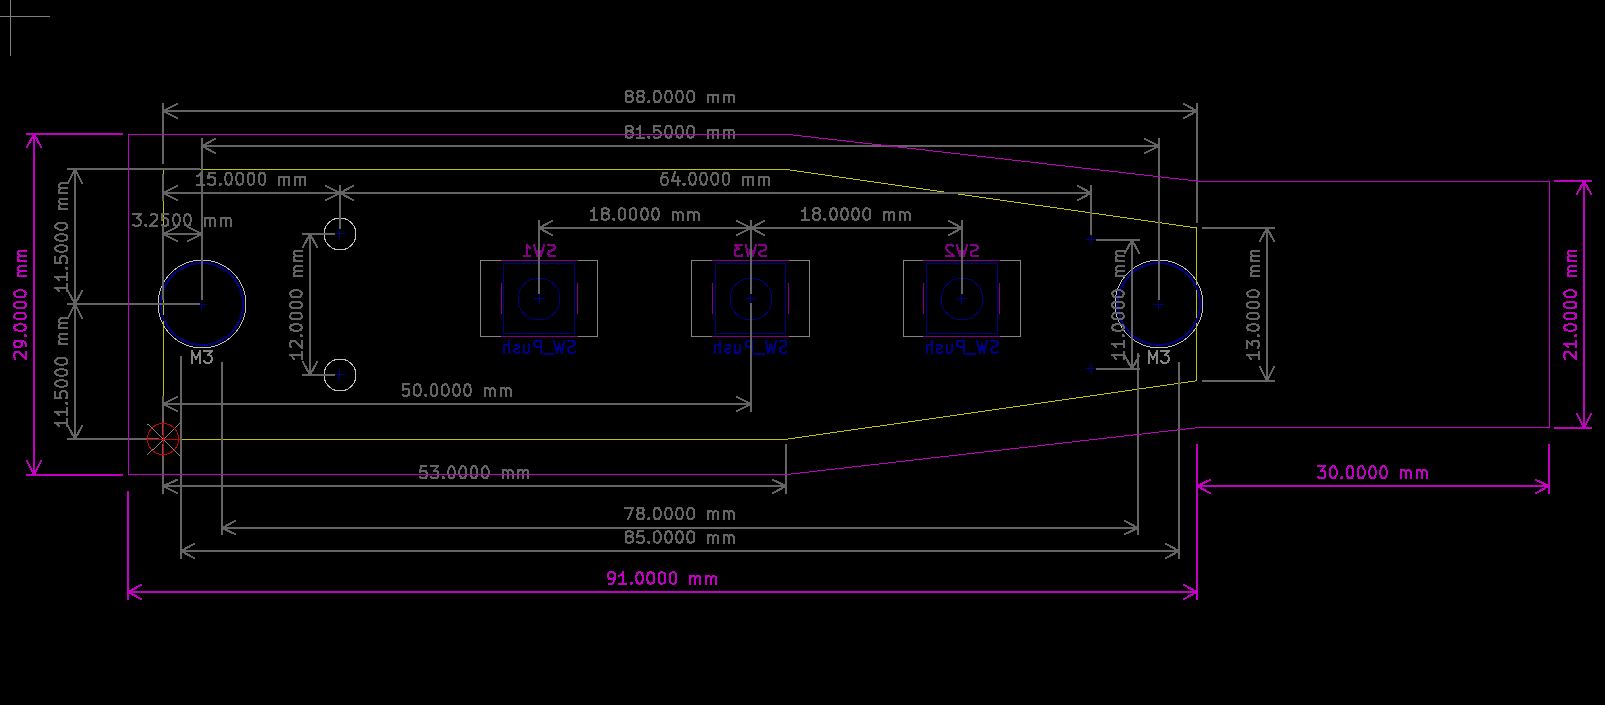 88.0000 mm
81.5000 mm
15.0000 mm
64.0000 mm
3.2500 mm
18.0000 mm
18.0000 mm
11.5000 mm
SW1
SW3
SW2
29.0000 mm
12.0000 mm
11.0000 mm
13.0000 mm
21.0000 mm
SW_Push
SW_Push
SW_Push
M3
M3
11.5000 mm
50.0000 mm
53.0000 mm
30.0000 mm
78.0000 mm
85.0000 mm
91.0000 mm